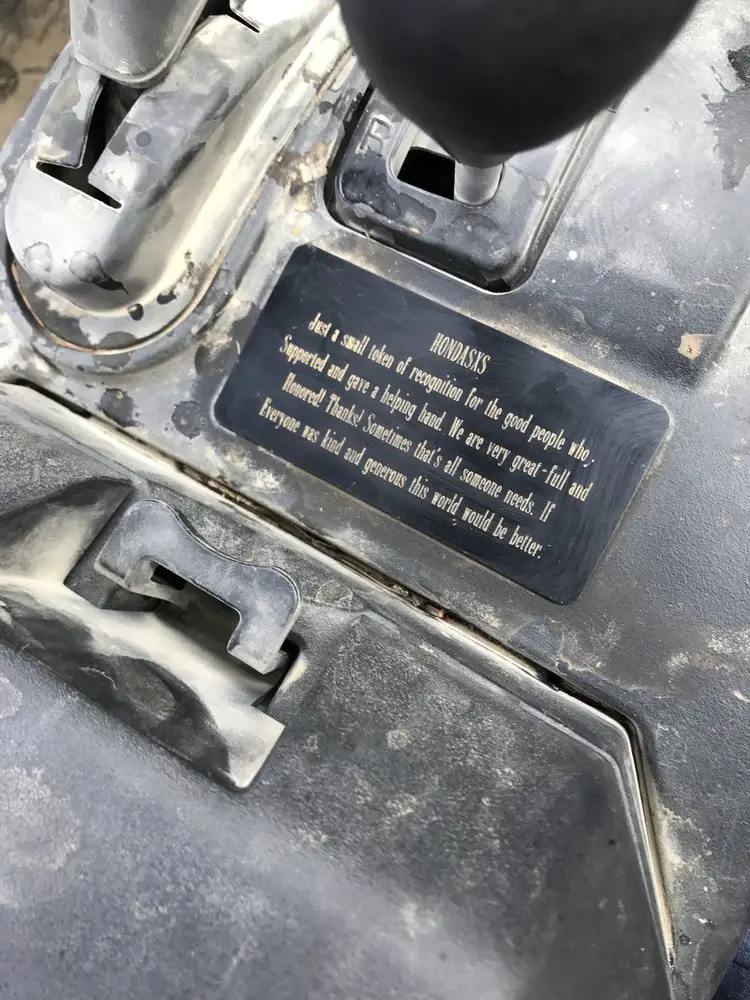 R
HONDASXS
Just a small token of recognition for the good people who,
Supported and gave a helping hand. We are very great-full and
Honored! Thanks! Sometimes that's all someone needs. If
Everyone was kind and generous this world would be better.